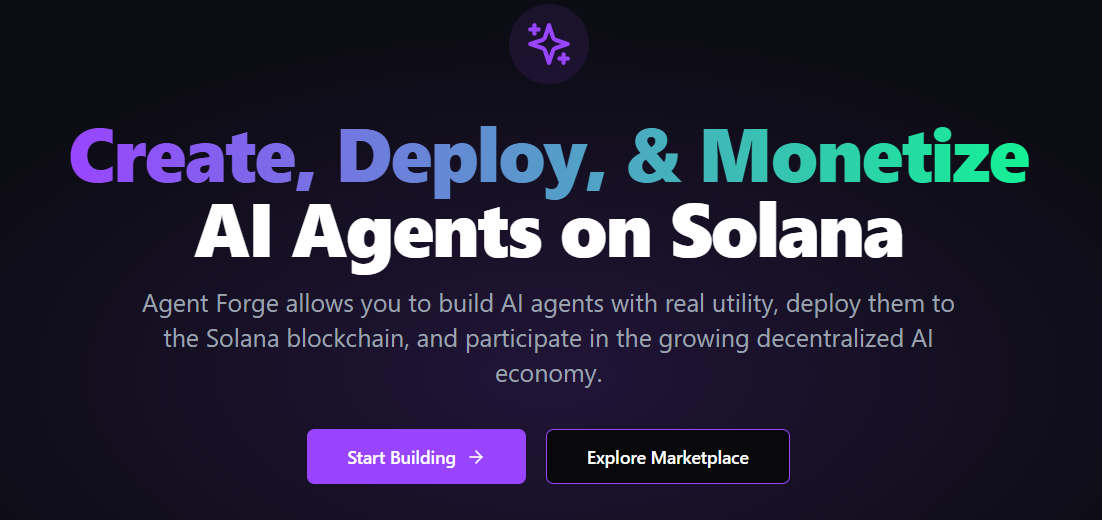 Create, Deploy, & Monetize
AI Agents on Solana
Agent Forge allows you to build AI agents with real utility, deploy them to
the Solana blockchain, and participate in the growing decentralized AI
economy.
Start Building
Explore Marketplace